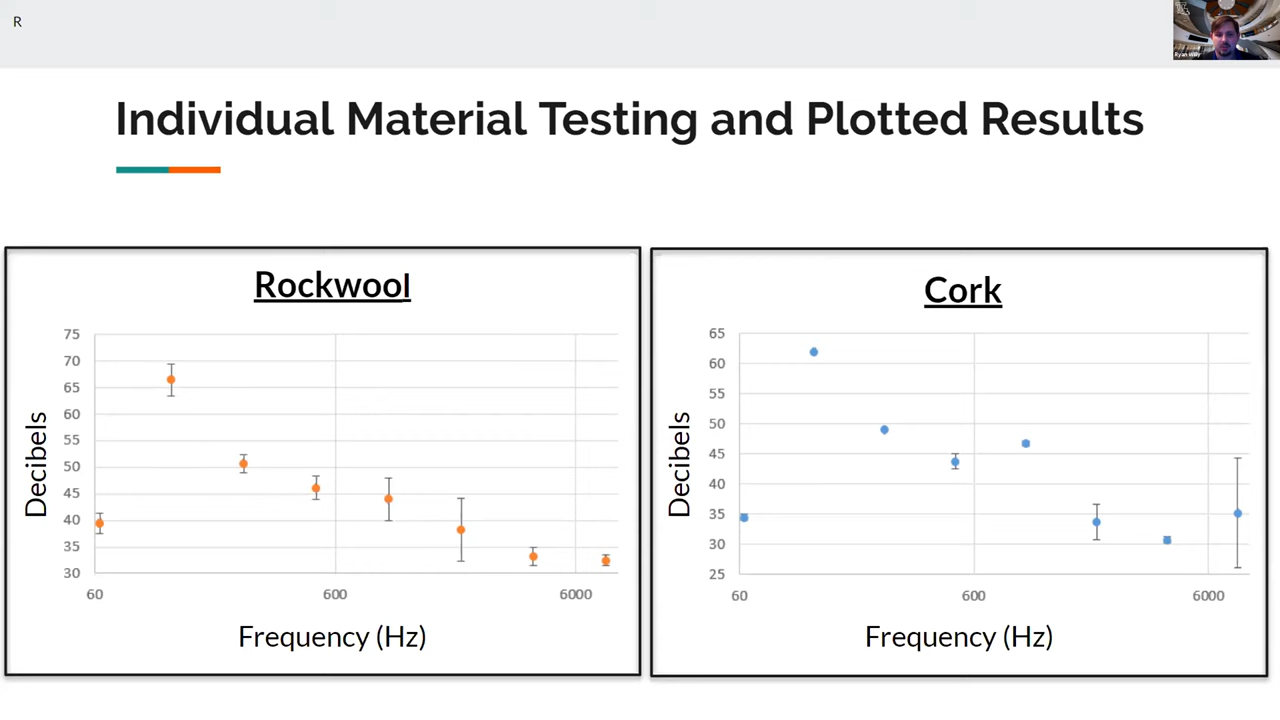 R
Ryan Willy
Individual Material Testing and Plotted Results
Rockwool
75
70
65
60
55
50
45
40
35
30
60
600
6000
Decibels
Frequency (Hz)
Cork
65
60
55
50
45
40
35
30
25
60
600
6000
Decibels
Frequency (Hz)